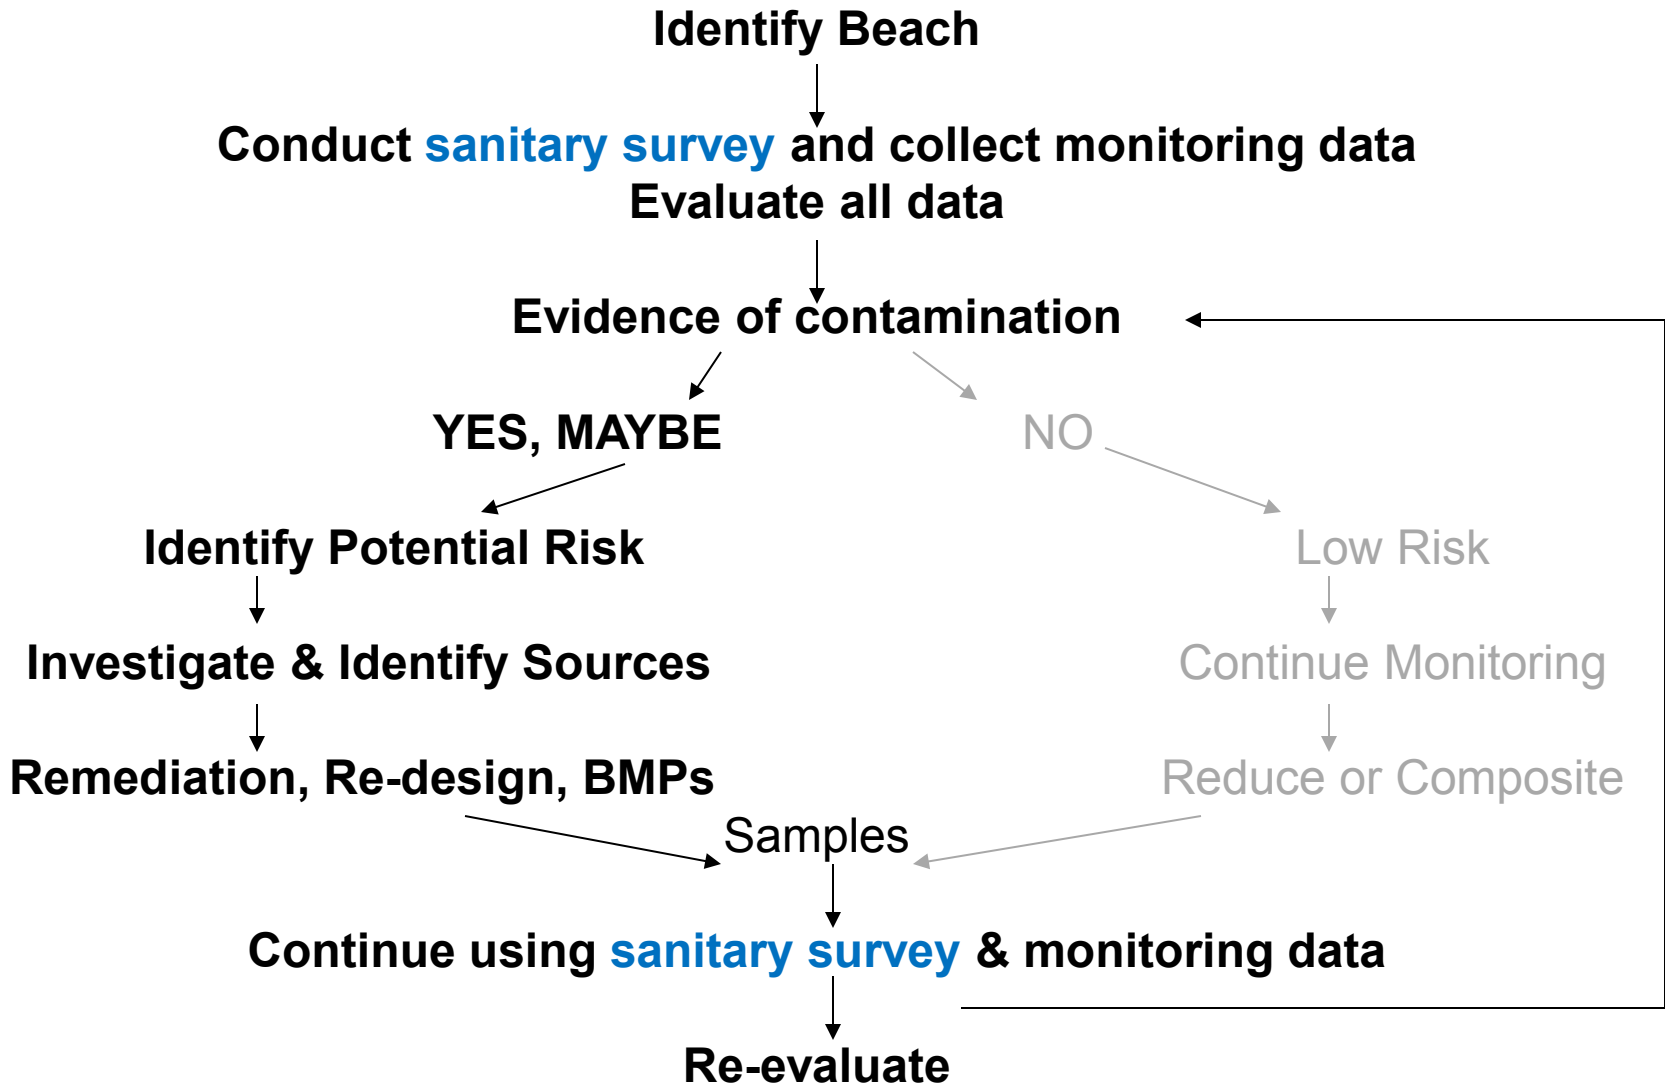 Identify Beach
Conduct sanitary survey and collect monitoring data
Evaluate all data
Evidence of contamination
YES, MAYBE
NO
Identify Potential Risk
Low Risk
Investigate & Identify Sources
Continue Monitoring
Remediation, Re-design, BMPs
Reduce or Composite
Samples
Continue using sanitary survey & monitoring data
Re-evaluate